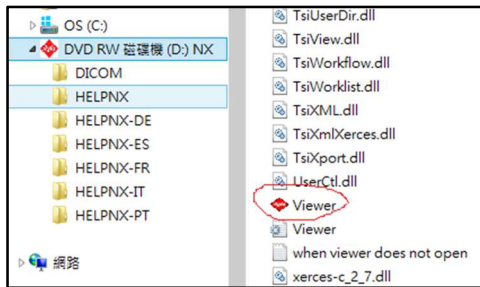 OS (C:)
DVD RW 磁碟機 (D:) NX
DICOM
HELPNX
HELPNX-DE
HELPNX-ES
HELPNX-FR
HELPNX-IT
HELPNX-PT
網路
TsiUserDir.dll
TsiView.dll
TsiWorkflow.dll
TsiWorklist.dll
TsiXML.dll
TsiXmlXerces.dll
TsiXport.dll
UserCtl.dll
Viewer
Viewer
when viewer does not open
xerces-c_2_7.dll